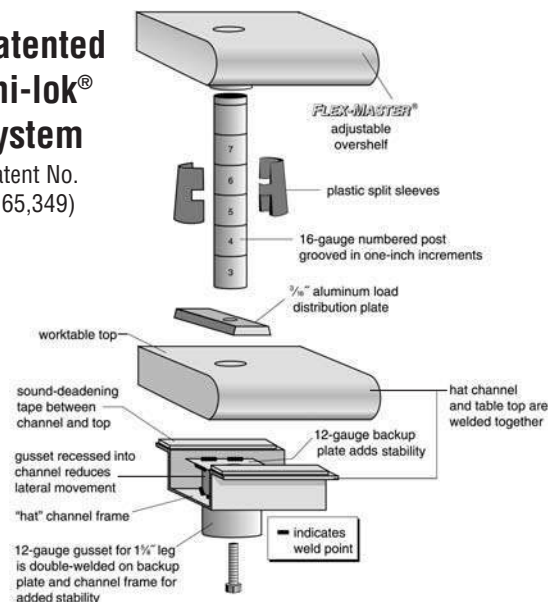 atented
ni-lok®
ystem
atent No.
65,349)
FLEX-MASTER®
adjustable
overshelf
7
6
5
4
3
plastic split sleeves
16-gauge numbered post
grooved in one-inch increments
3/16˝ aluminum load
distribution plate
worktable top
sound-deadening
tape between
channel and top
hat channel
and table top are
welded together
12-gauge backup
plate adds stability
gusset recessed into
channel reduces
lateral movement
"hat" channel frame
indicates
weld point
12-gauge gusset for 1⅝˝ leg
is double-welded on backup
plate and channel frame for
added stability